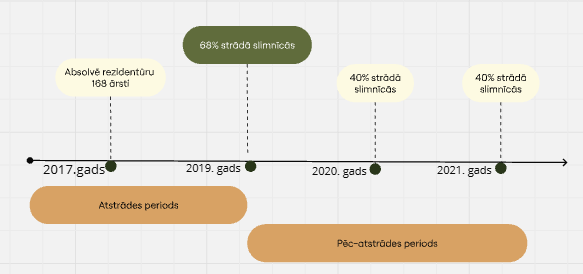 68% strādā slimnīcās
Absolvē rezidentūru
168 ārsti
40% strādā
slimnīcās
40% strādā
slimnīcās
2017.gads
2019. gads
2020. gads
2021. gads
Atstrādes periods
Pēc-atstrādes periods